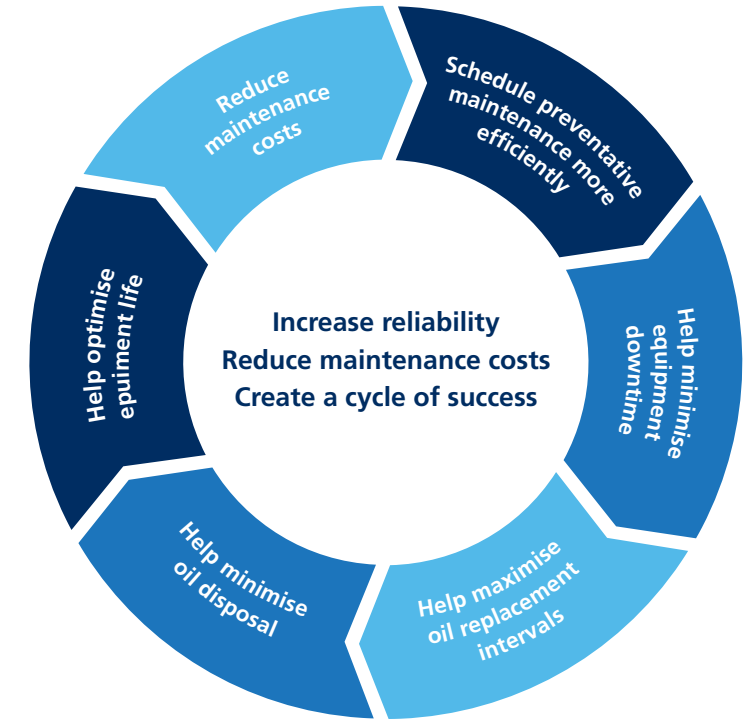 Reduce
maintenance
costs
Schedule preventative
maintenance more
efficiently
Help minimise
equipment
downtime
Help maximise
oil replacement
intervals
Help minimise
oil disposal
Help optimise
epuiment life
Increase reliability
Reduce maintenance costs
Create a cycle of success